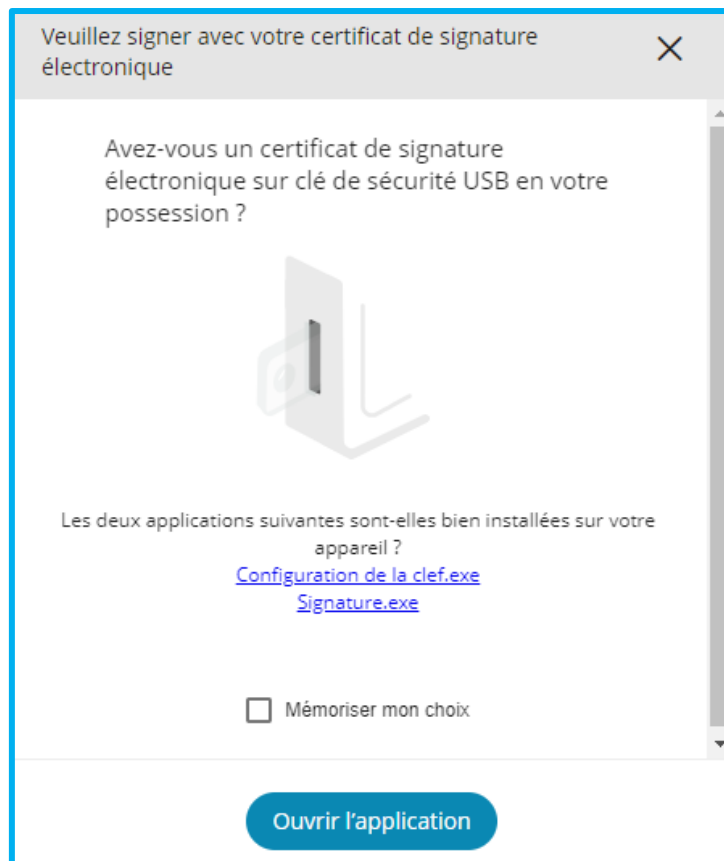 Veuillez signer avec votre certificat de signature
électronique
Avez-vous un certificat de signature
électronique sur clé de sécurité USB en votre
possession ?
Les deux applications suivantes sont-elles bien installées sur votre
appareil ?
Configuration de la clef.exe
Signature.exe
Mémoriser mon choix
Ouvrir l’application